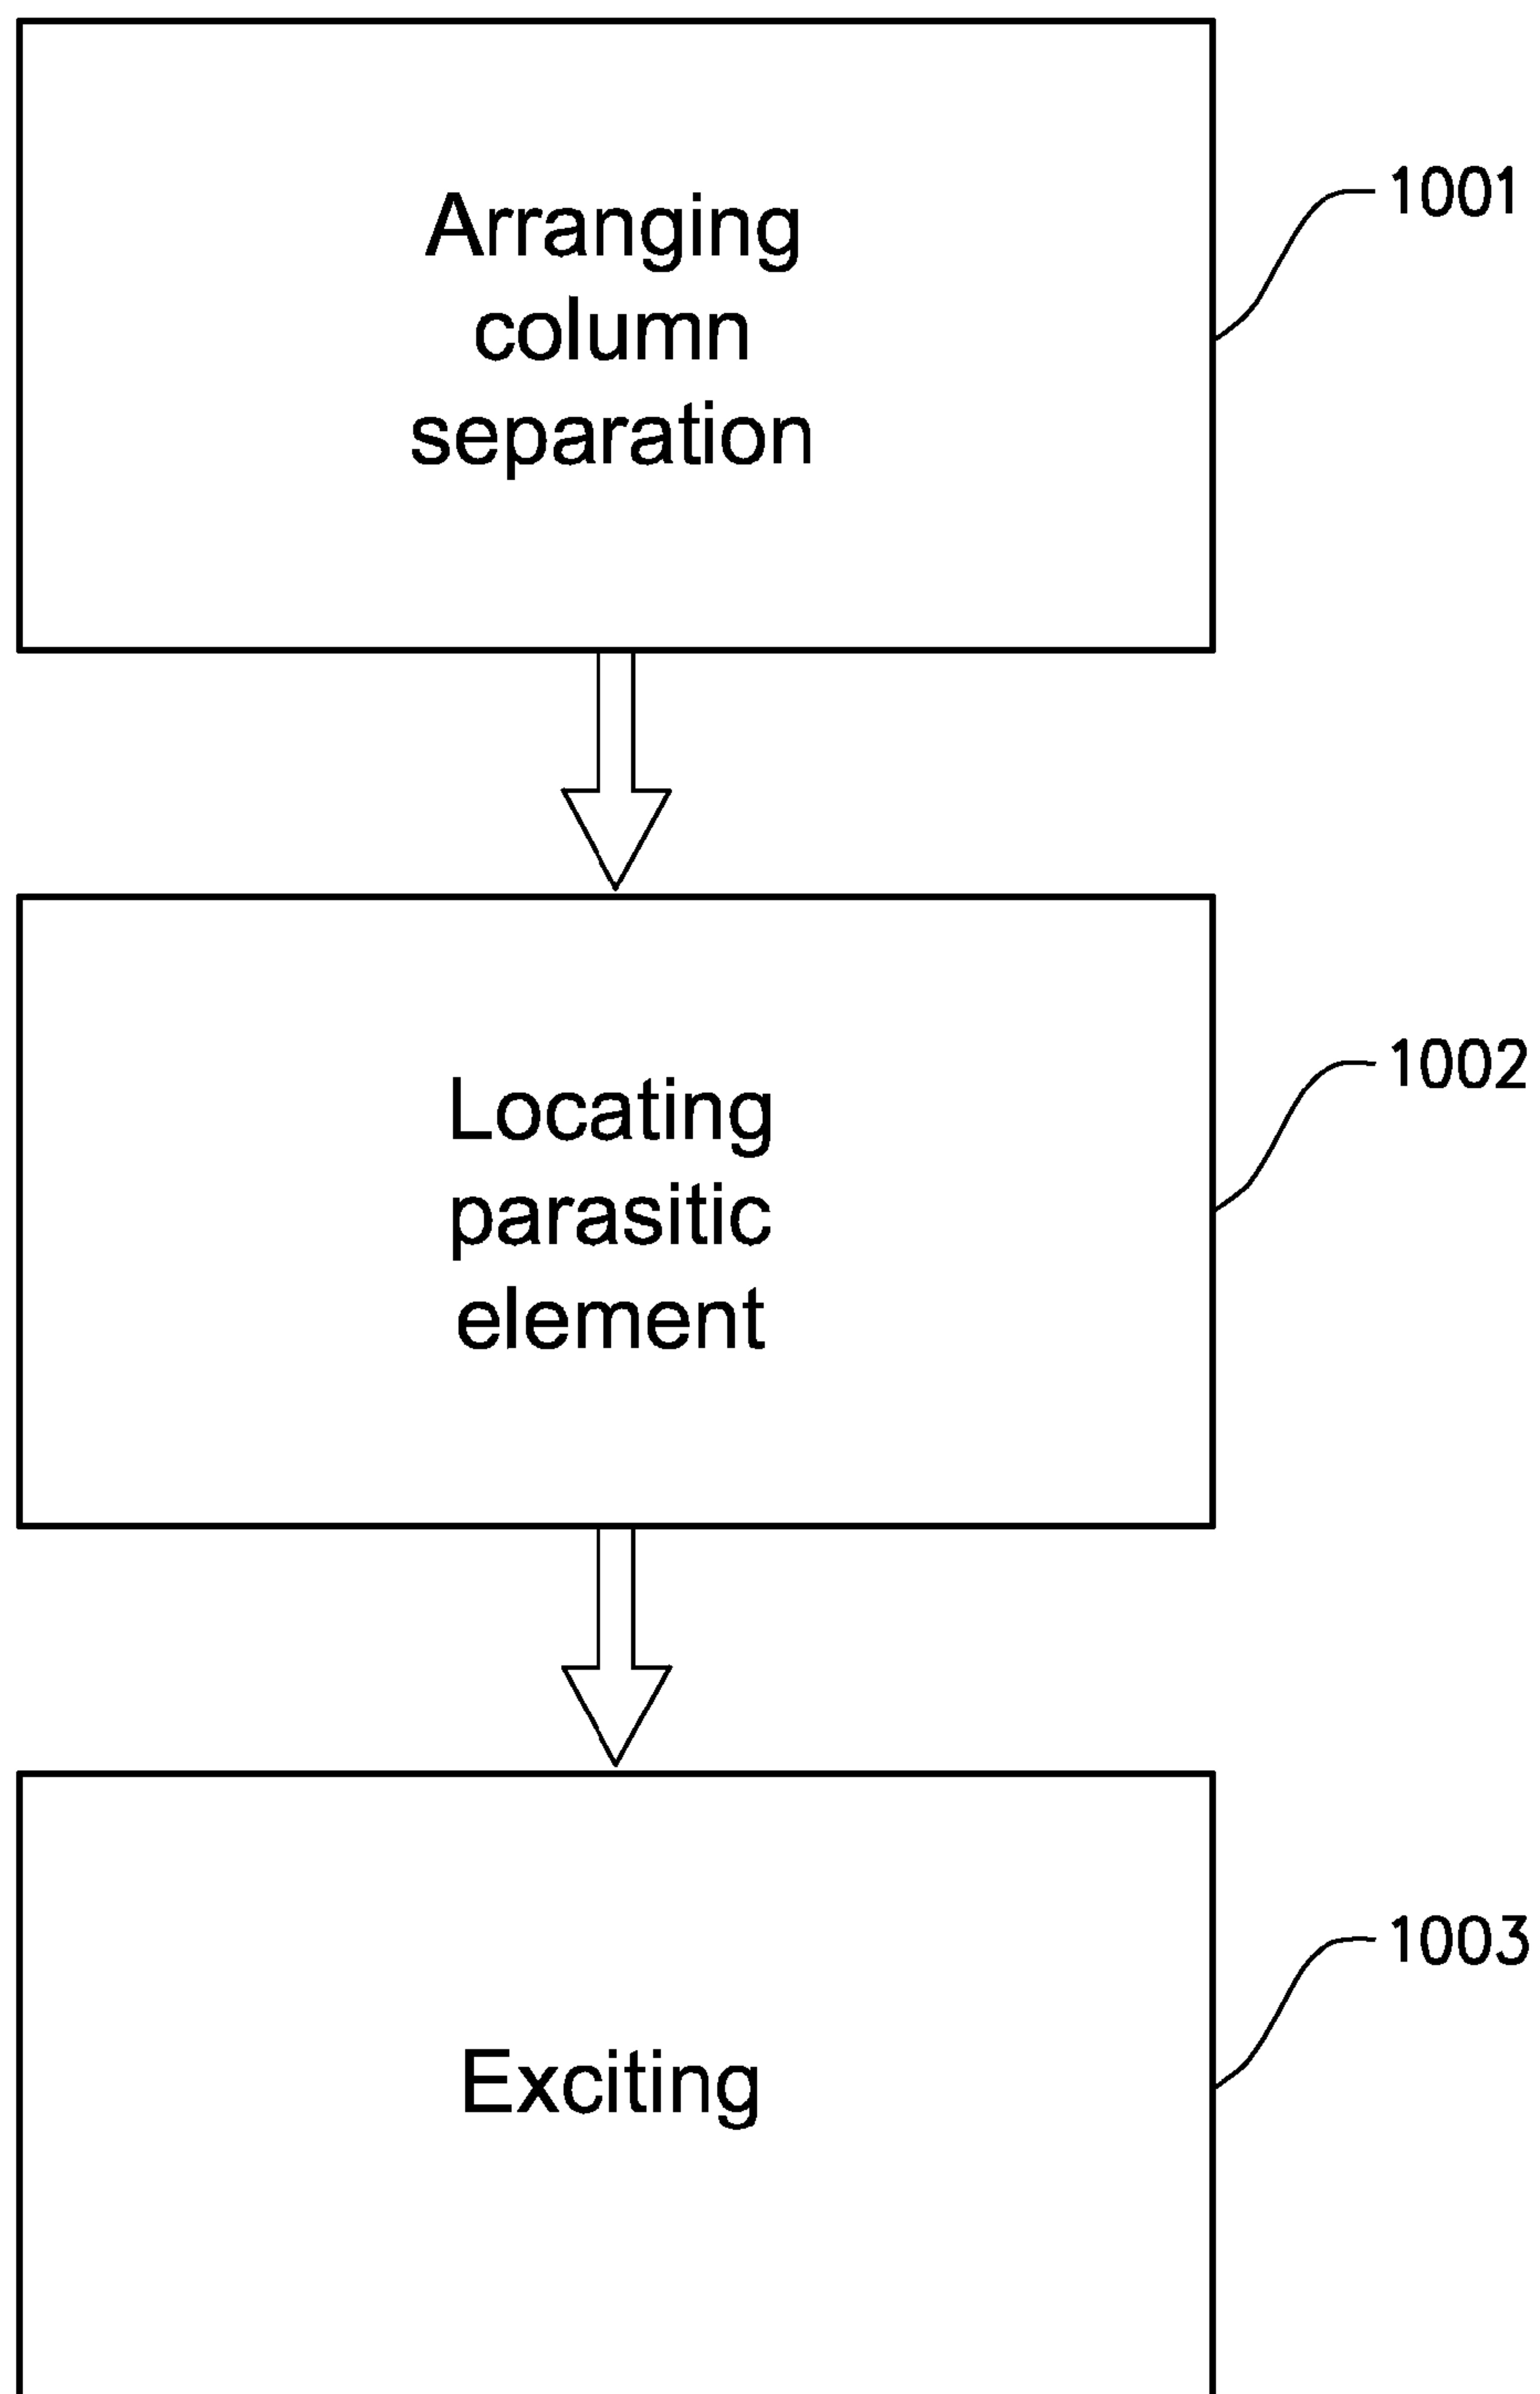 Arranging
column
separation
1001
Locating
parasitic
element
1002
Exciting
1003